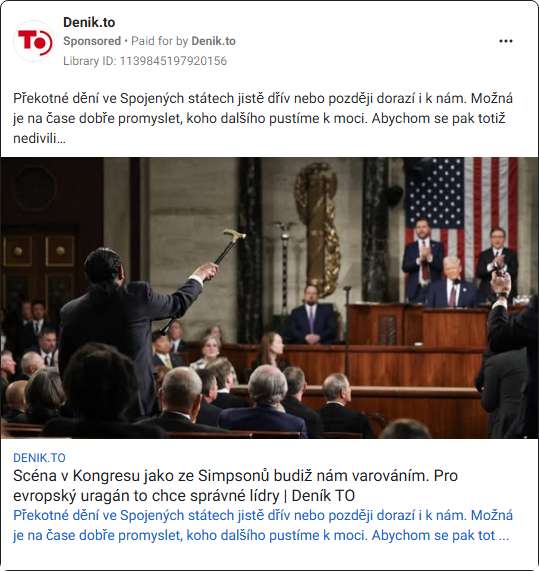 Denik.to
Sponsored • Paid for by Denik.to
Library ID: 1139845197920156
TO
Překotné dění ve Spojených státech jistě dřív nebo později dorazí i k nám. Možná
je na čase dobře promyslet, koho dalšího pustíme k moci. Abychom se pak totiž
nedivili…
DENIK.TO
Scéna v Kongresu jako ze Simpsonů budiž nám varováním. Pro
evropský uragán to chce správné lídry | Deník TO
Překotné dění ve Spojených státech jistě dřív nebo později dorazí i k nám. Možná
je na čase dobře promyslet, koho dalšího pustíme k moci. Abychom se pak tot ...